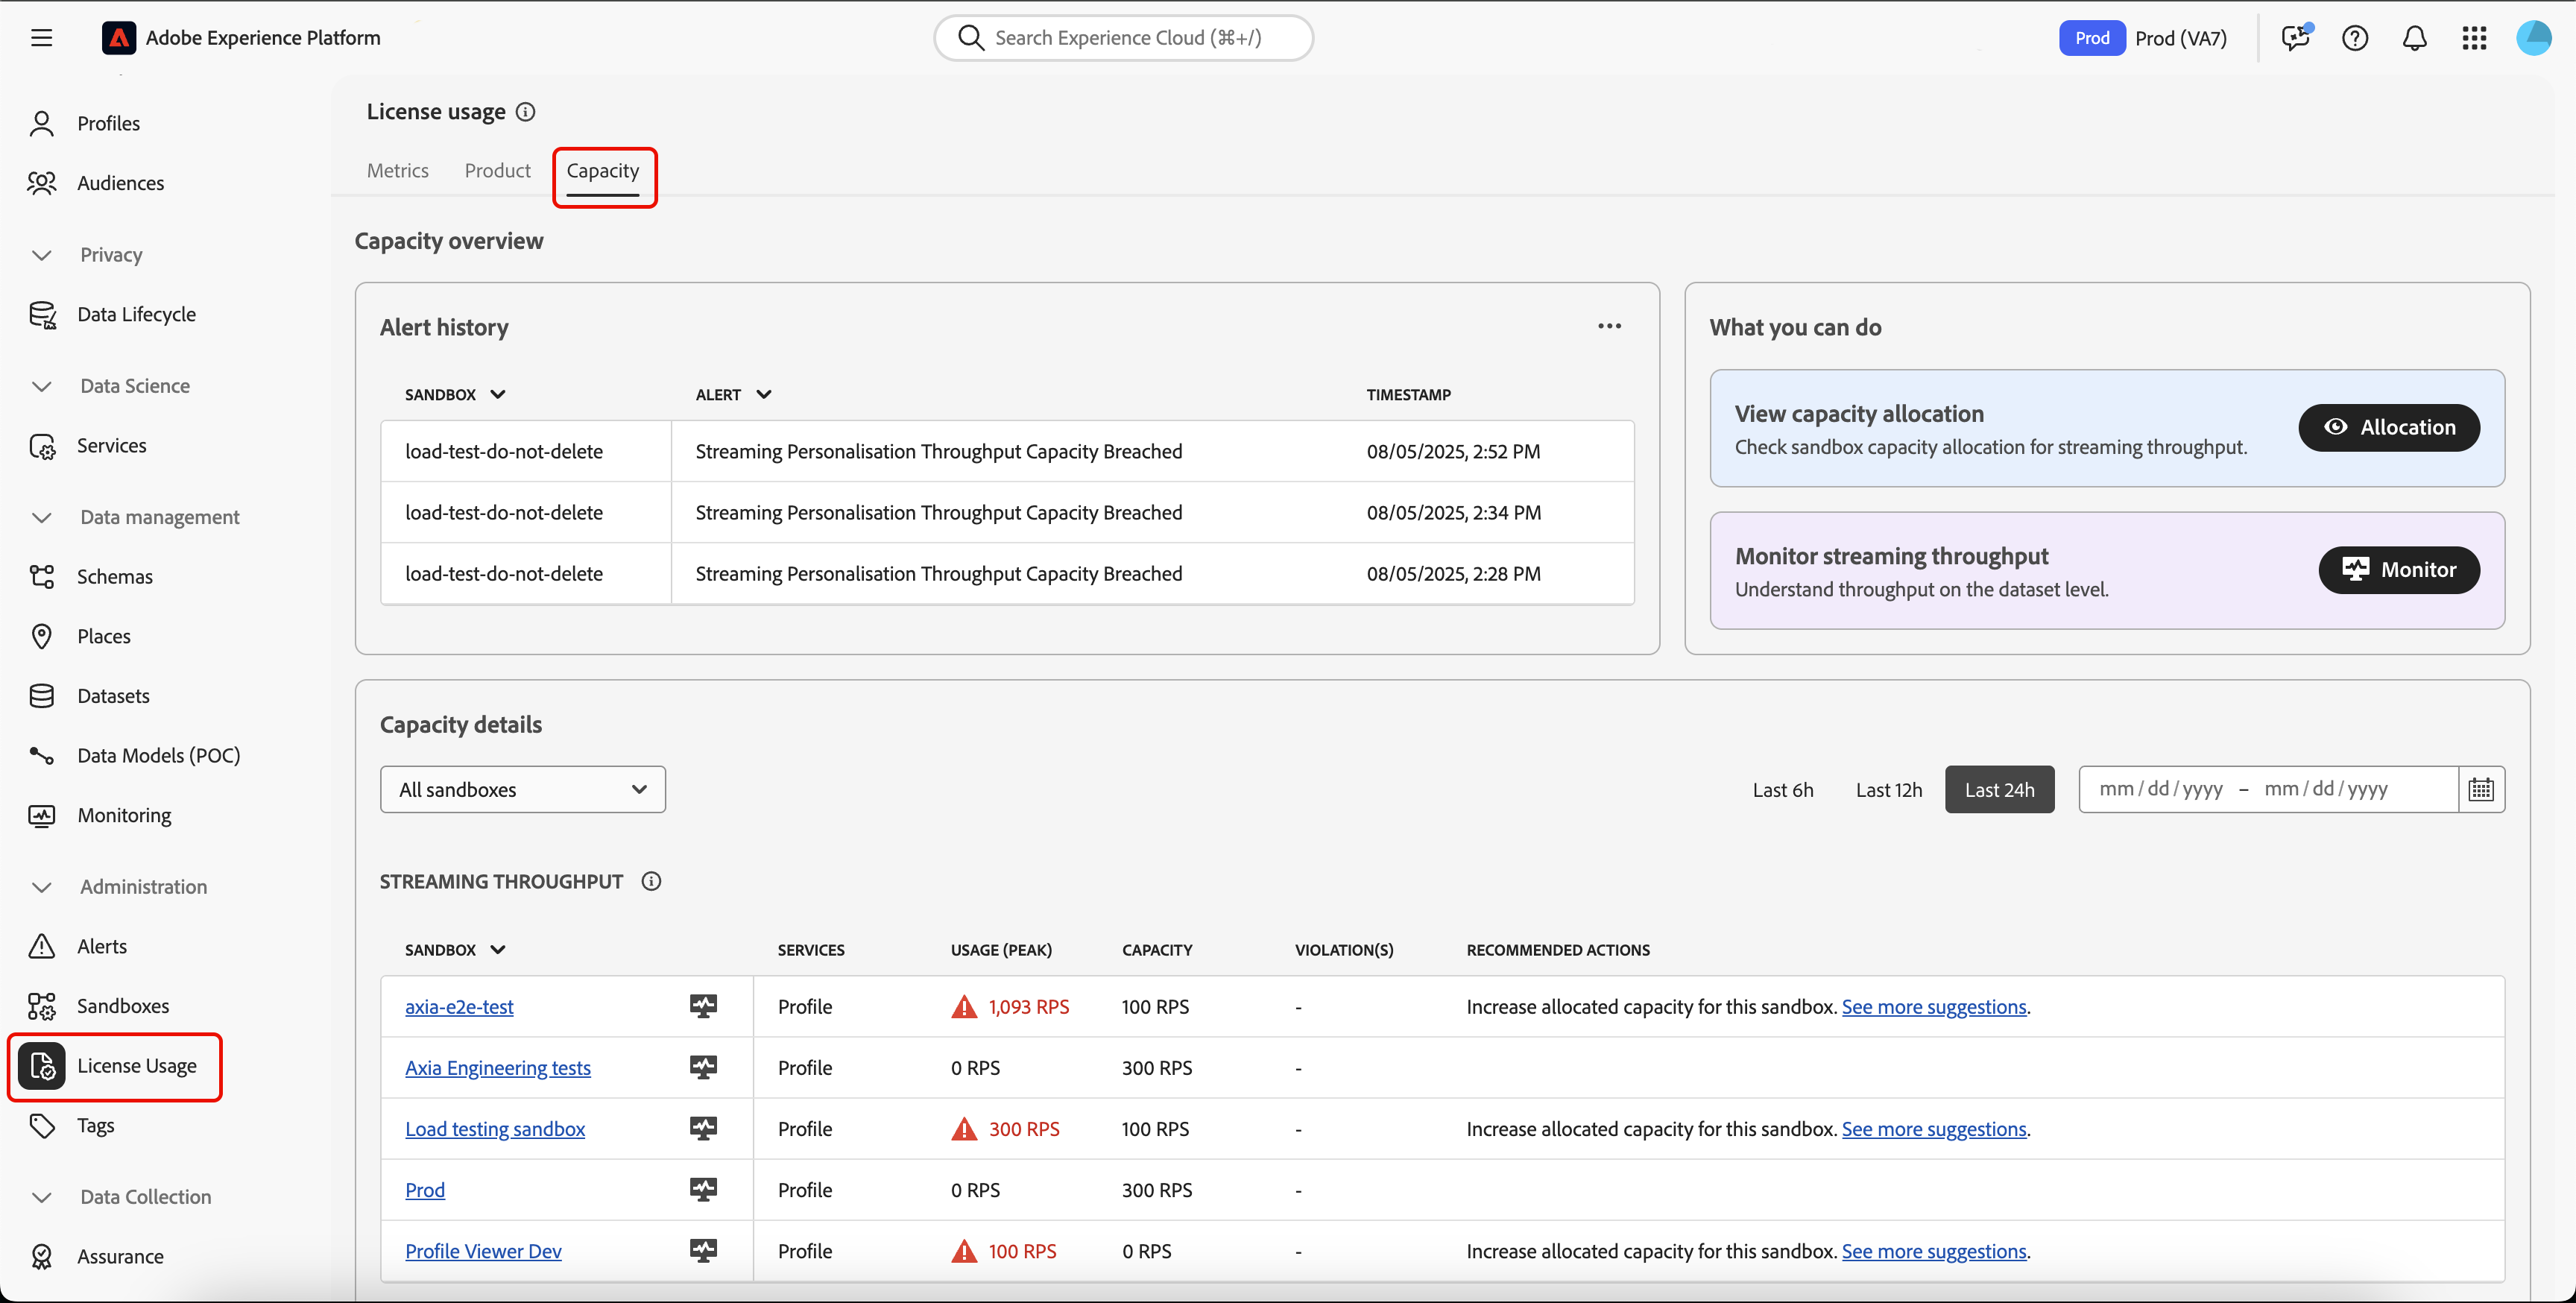 Adobe Experience Platform
Search Experience Cloud (⌘+/)
Prod
Prod (VA7)
Profiles
Audiences
Privacy
Data Lifecycle
Data Science
Services
Data management
Schemas
Places
Datasets
Data Models (POC)
Monitoring
Administration
Alerts
Sandboxes
License Usage
Tags
Data Collection
Assurance
License usage
Metrics Product Capacity
Capacity overview
Alert history
SANDBOX ALERT TIMESTAMP
load-test-do-not-delete Streaming Personalisation Throughput Capacity Breached 08/05/2025, 2:52 PM
load-test-do-not-delete Streaming Personalisation Throughput Capacity Breached 08/05/2025, 2:34 PM
load-test-do-not-delete Streaming Personalisation Throughput Capacity Breached 08/05/2025, 2:28 PM
What you can do
View capacity allocation
Check sandbox capacity allocation for streaming throughput.
Allocation
Monitor streaming throughput
Understand throughput on the dataset level.
Monitor
Capacity details
All sandboxes
Last 6h Last 12h Last 24h mm/dd/yyyy – mm/dd/yyyy
STREAMING THROUGHPUT
SANDBOX SERVICES USAGE (PEAK) CAPACITY VIOLATION(S) RECOMMENDED ACTIONS
axia-e2e-test Profile 1,093 RPS 100 RPS - Increase allocated capacity for this sandbox. See more suggestions.
Axia Engineering tests Profile 0 RPS 300 RPS -
Load testing sandbox Profile 300 RPS 100 RPS - Increase allocated capacity for this sandbox. See more suggestions.
Prod Profile 0 RPS 300 RPS -
Profile Viewer Dev Profile 100 RPS 0 RPS - Increase allocated capacity for this sandbox. See more suggestions.